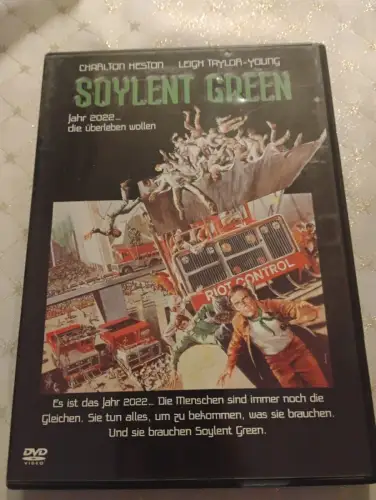 CHARLTON HESTON LEIGH TAYLOR-YOUNG
SOYLENT GREEN
Jahr 2022...
die überleben wollen
RIOT CONTROL
Es ist das Jahr 2022... Die Menschen sind immer noch die
Gleichen. Sie tun alles, um zu bekommen, was sie brauchen.
Und sie brauchen Soylent Green.
DVD
VIDEO